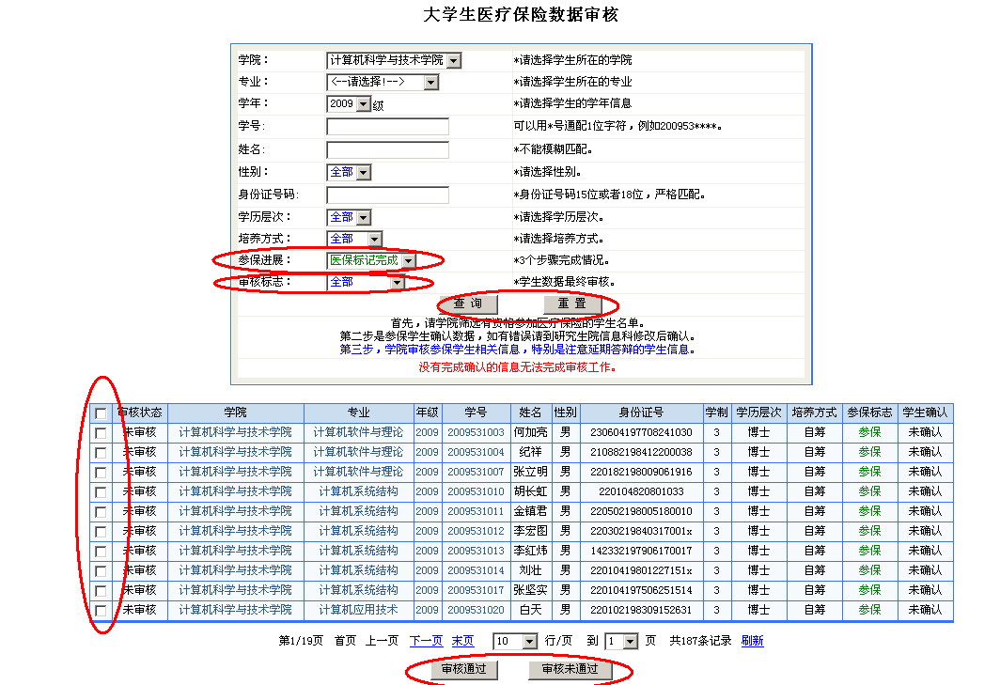 大学生医疗保险数据审核
学院： 计算机科学与技术学院 *请选择学生所在的学院
专业： <--请选择!--> *请选择学生所在的专业
学年： 2009 级 *请选择学生的学年信息
学号: 可以用*号通配1位字符，例如200953****。
姓名: *不能模糊匹配。
性别： 全部 *请选择性别。
身份证号码: *身份证号码15位或者18位，严格匹配。
学历层次： 全部 *请选择学历层次。
培养方式： 全部 *请选择培养方式。
参保进展： 医保标记完成 *3个步骤完成情况。
审核标志： 全部 *学生数据最终审核。
查 询 重 置
首先，请学院筛选有资格参加医疗保险的学生名单。
第二步是参保学生确认数据，如有错误请到研究生院信息科修改后确认。
第三步，学院审核参保学生相关信息，特别是注意延期答辩的学生信息。
没有完成确认的信息无法完成审核工作。
审核状态 学院 专业 年级 学号 姓名 性别 身份证号 学制 学历层次 培养方式 参保标志 学生确认
未审核 计算机科学与技术学院 计算机软件与理论 2009 2009531003 何加亮 男 230604197708241030 3 博士 自筹 参保 未确认
未审核 计算机科学与技术学院 计算机软件与理论 2009 2009531004 纪祥 男 210882198412200038 3 博士 自筹 参保 未确认
未审核 计算机科学与技术学院 计算机软件与理论 2009 2009531007 张立明 男 220182198009061916 3 博士 自筹 参保 未确认
未审核 计算机科学与技术学院 计算机系统结构 2009 2009531010 胡长虹 男 220104820801033 3 博士 自筹 参保 未确认
未审核 计算机科学与技术学院 计算机系统结构 2009 2009531011 金镇君 男 220502198005180010 3 博士 自筹 参保 未确认
未审核 计算机科学与技术学院 计算机系统结构 2009 2009531012 李宏图 男 22030219840317001x 3 博士 自筹 参保 未确认
未审核 计算机科学与技术学院 计算机系统结构 2009 2009531013 李红炜 男 142332197906170017 3 博士 自筹 参保 未确认
未审核 计算机科学与技术学院 计算机系统结构 2009 2009531014 刘壮 男 22010419801227151x 3 博士 自筹 参保 未确认
未审核 计算机科学与技术学院 计算机系统结构 2009 2009531017 张坚实 男 220104197506251514 3 博士 自筹 参保 未确认
未审核 计算机科学与技术学院 计算机应用技术 2009 2009531020 白天 男 220102198309152631 3 博士 自筹 参保 未确认
第1/19页 首页 上一页 下一页 末页 10 行/页 到 1 页 共187条记录 刷新
审核通过 审核未通过